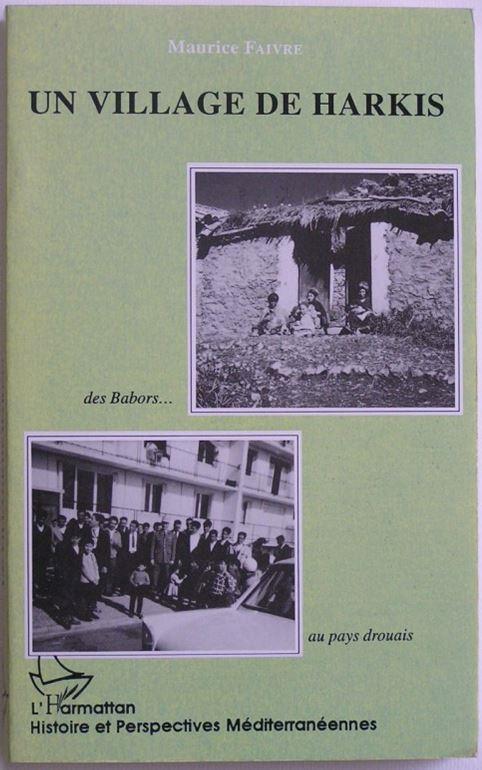 Maurice FAIVRE
UN VILLAGE DE HARKIS
des Babors...
au pays drouais
L'Harmattan
Histoire et Perspectives Méditerranéennes